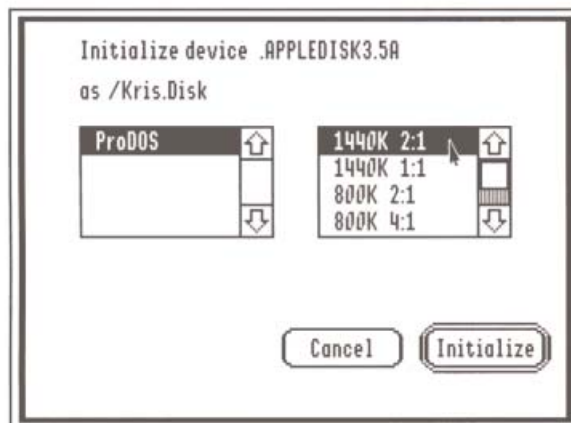 Initialize device .APPLEDISK3.5A
as /Kris.Disk
ProDOS
1440K 2:1
1440K 1:1
800K 2:1
800K 4:1
Cancel
Initialize